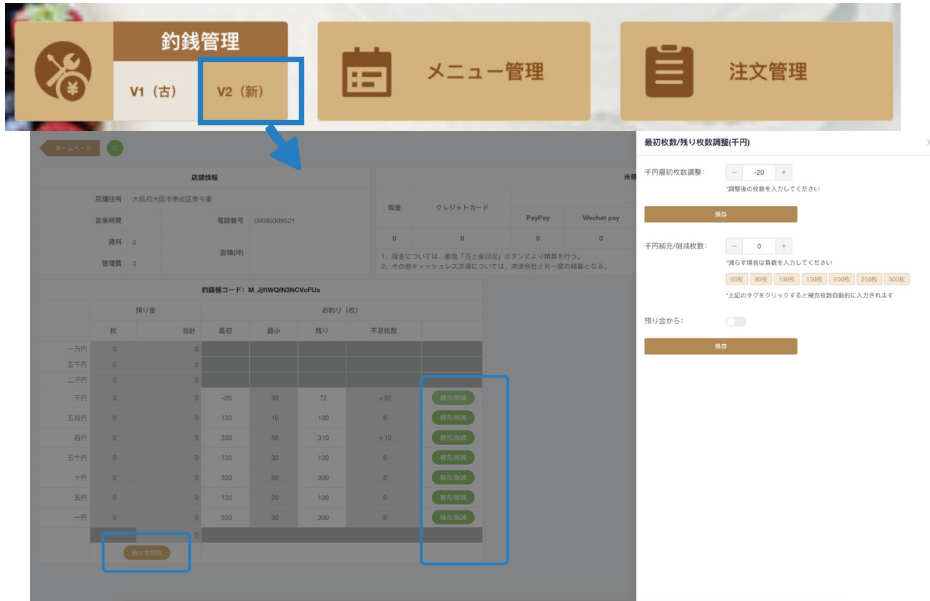 釣銭管理
V1（古）
V2（新）
メニュー管理
注文管理
ホームページ
C
店舗情報
店舗住所 大阪府大阪市東成区東今里
営業時間 電話番号 09085309521
賃料 0 面積(坪)
管理費 0
現金 クレジットカード
PayPay Wechat pay
0 0 0 0
1、現金については、都度「売上金回収」ボタンにより精算を行う。
2、その他キャッシュレス決済については、決済会社と月一度の精算となる。
釣銭機コード：M_JjftWQfN3NCVcFUs
預り金 お釣り（枚）
枚 合計 最初 最小 残り 不足枚数
一万円 0 0
五千円 0 0
二千円 0 0
千円 0 0 -20 30 72 + 92 補充/削減
五百円 0 0 100 10 100 0 補充/削減
百円 0 0 300 50 310 + 10 補充/削減
五十円 0 0 100 30 100 0 補充/削減
十円 0 0 300 50 300 0 補充/削減
五円 0 0 100 20 100 0 補充/削減
一円 0 0 300 30 300 0 補充/削減
0
預り金回収
最初枚数/残り枚数調整(千円)
千円最初枚数調整: − -20 +
*調整後の枚数を入力してください
保存
千円補充/削減枚数: − 0 +
*減らす場合は負数を入力してください
50枚 80枚 100枚 150枚 200枚 250枚 300枚
*上記のタグをクリックすると補充枚数自動的に入力されます
預り金から:
保存